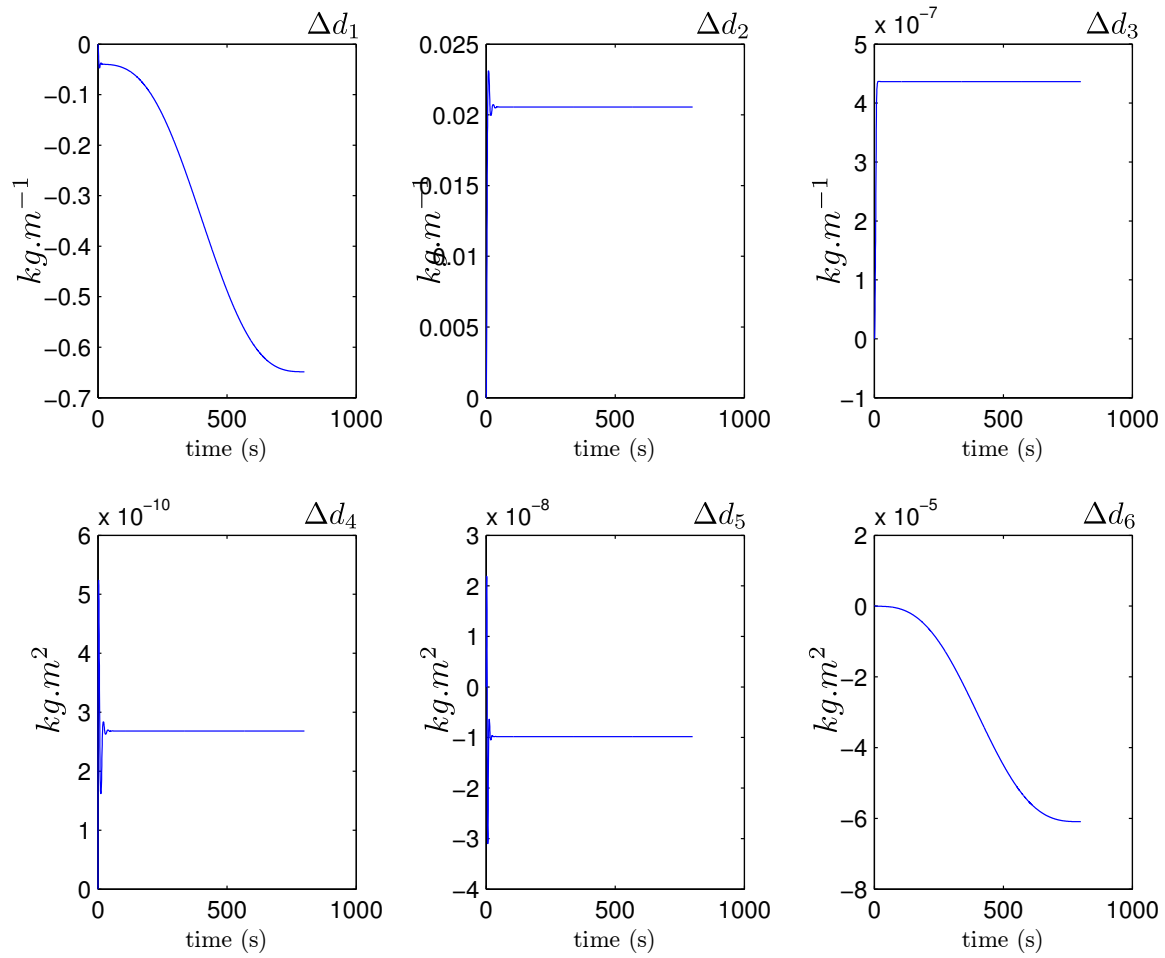 Δd₁
0
−0.1
−0.2
−0.3
−0.4
−0.5
−0.6
−0.7
kg.m⁻¹
0 500 1000
time (s)
Δd₂
0.025
0.02
0.015
0.01
0.005
0
kg.m⁻¹
0 500 1000
time (s)
x 10⁻⁷
Δd₃
5
4
3
2
1
0
−1
kg.m⁻¹
0 500 1000
time (s)
x 10⁻¹⁰
Δd₄
6
5
4
3
2
1
0
kg.m²
0 500 1000
time (s)
x 10⁻⁸
Δd₅
3
2
1
0
−1
−2
−3
−4
kg.m²
0 500 1000
time (s)
x 10⁻⁵
Δd₆
2
0
−2
−4
−6
−8
kg.m²
0 500 1000
time (s)